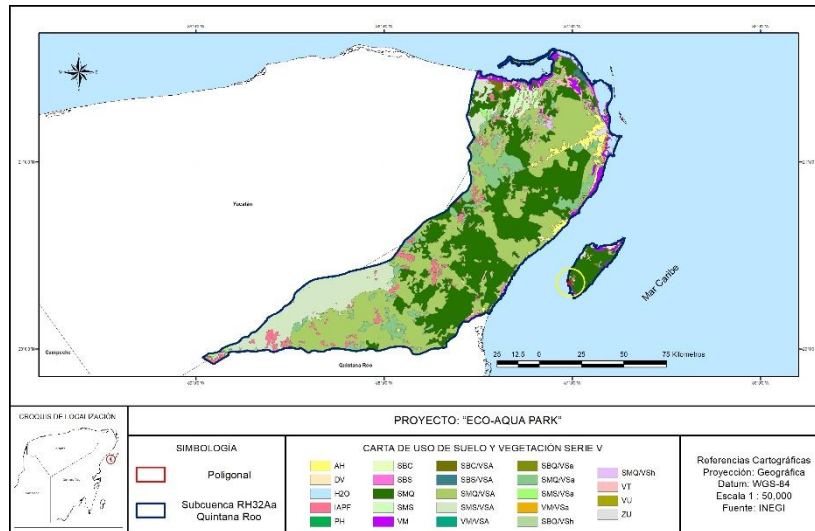 Yucatán
Mar Caribe
Campeche
Quintana Roo
25 12.5 0 25 50 75 Kilometros
CROQUIS DE LOCALIZACIÓN
PROYECTO: "ECO-AQUA PARK"
SIMBOLOGÍA
Poligonal
Subcuenca RH32Aa
Quintana Roo
CARTA DE USO DE SUELO Y VEGETACIÓN SERIE V
AH SBC SBC/VSA SBQ/VSa SMQ/VSh
DV SBS SBS/VSA SMQ/VSa VT
H2O SMQ SMQ/VSA SMS/VSa VU
IAPF SMS SMS/VSA VM/VSa ZU
PH VM VM/VSA SBQ/VSh
Referencias Cartográficas
Proyección: Geográfica
Datum: WGS-84
Escala 1 : 50,000
Fuente: INEGI